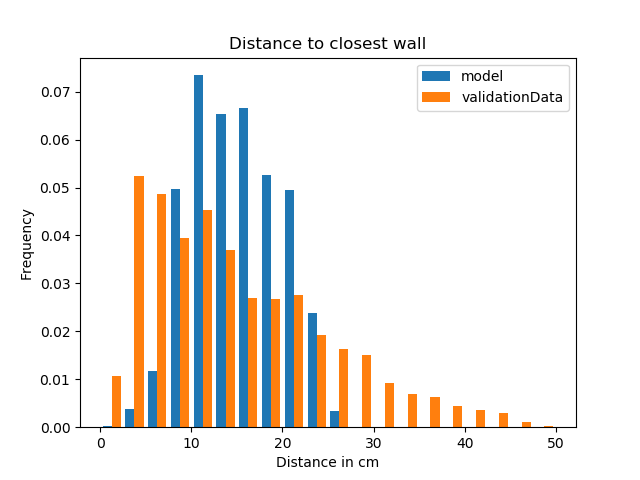 Distance to closest wall
model
validationData
Frequency
0.07
0.06
0.05
0.04
0.03
0.02
0.01
0.00
0 10 20 30 40 50
Distance in cm